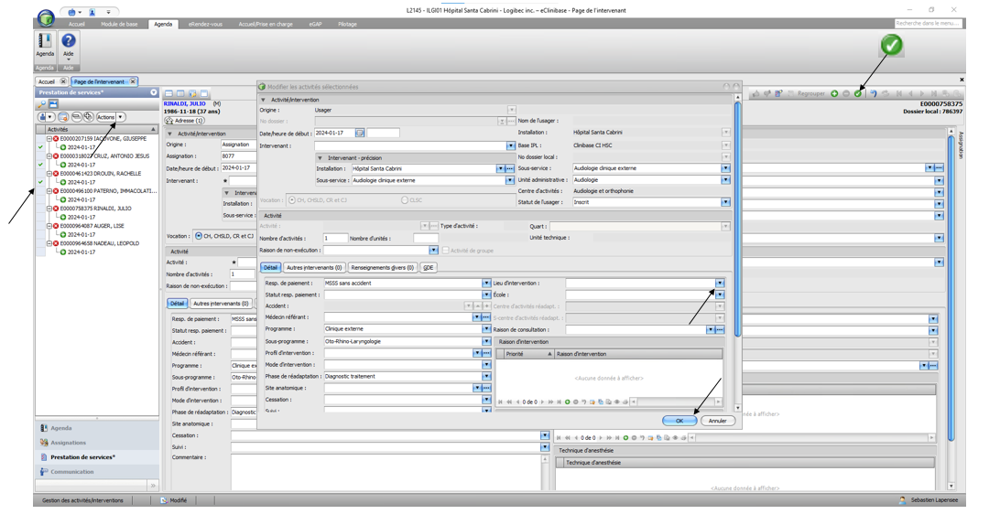 L2145 - ILG01 Hôpital Santa Cabrini - Logibec inc. – eClinibase - Page de l'intervenant
Accueil Module de base Agenda eRendez-vous Accueil/Prise en charge eGAP Pilotage
Recherche dans le menu...
Agenda Aide
Agenda Aide
Accueil Page de l'intervenant
Prestation de services*
Regrouper
Actions
Activités
E0000207159 IACOVONE, GIUSEPPE
2024-01-17
E0000318027 CRUZ, ANTONIO JESUS
2024-01-17
E0000461423 DROUIN, RACHELLE
2024-01-17
E0000496100 PATERNO, IMMACOLATI...
2024-01-17
E0000758375 RINALDI, JULIO
2024-01-17
E0000964087 AUGER, LISE
2024-01-17
E0000964658 NADEAU, LEOPOLD
2024-01-17
Agenda
Assignations
Prestation de services*
Communication
RINALDI, JULIO (M)
1986-11-18 (37 ans)
Adresse (1)
E0000758375
Dossier local : 786397
Assignation
Activité/intervention
Origine : Assignation
Assignation : 8077
Date/heure de début : 2024-01-17
Intervenant :
Interven
Installation :
Sous-service :
Vocation : CH, CHSLD, CR et CJ
Activité
Activité :
Nombre d'activités : 1
Raison de non-exécution :
Détail Autres intervenants (0)
Resp. de paiement : MSSS sans
Statut resp. paiement :
Accident :
Médecin référant :
Programme : Clinique ex
Sous-programme : Oto-Rhino
Profil d'intervention :
Mode d'intervention :
Phase de réadaptation : Diagnostic
Site anatomique :
Cessation :
Suivi :
Commentaire :
Modifier les activités sélectionnées
Activité/intervention
Origine : Usager
No dossier : Nom de l'usager :
Date/heure de début : 2024-01-17 Installation : Hôpital Santa Cabrini
Intervenant : Base IPL : Clinibase CI HSC
Intervenant - précision No dossier local :
Installation : Hôpital Santa Cabrini Sous-service : Audiologie clinique externe
Sous-service : Audiologie clinique externe Unité administrative : Audiologie
Centre d'activités : Audiologie et orthophonie
Vocation : CH, CHSLD, CR et CJ CLSC Statut de l'usager : Inscrit
Activité
Activité : Type d'activité : Quart :
Nombre d'activités : 1 Nombre d'unités : Unité technique :
Raison de non-exécution : Activité de groupe
Détail Autres intervenants (0) Renseignements divers (0) GDE
Resp. de paiement : MSSS sans accident Lieu d'intervention :
Statut resp. paiement : École :
Accident : Centre d'activités réadapt. :
Médecin référant : S-centre d'activités réadapt. :
Programme : Clinique externe Raison de consultation :
Sous-programme : Oto-Rhino-Laryngologie Raison d'intervention
Profil d'intervention : Priorité Raison d'intervention
Mode d'intervention :
Phase de réadaptation : Diagnostic traitement <Aucune donnée à afficher>
Site anatomique :
Cessation : 0 de 0
Suivi :
OK Annuler
née à afficher>
0 de 0
Technique d'anesthésie
Technique d'anesthésie
<Aucune donnée à afficher>
Gestion des activités/interventions Modifié Sebastien Lapensee